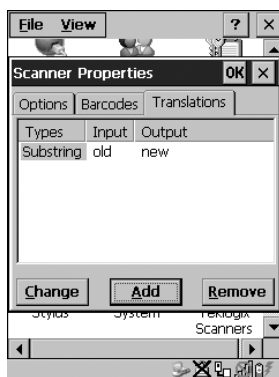 File View ? ×
Scanner Properties OK ×
Options Barcodes Translations
Types Input Output
Substring old new
Change Add Remove
Stylus System Teklogix
Scanners